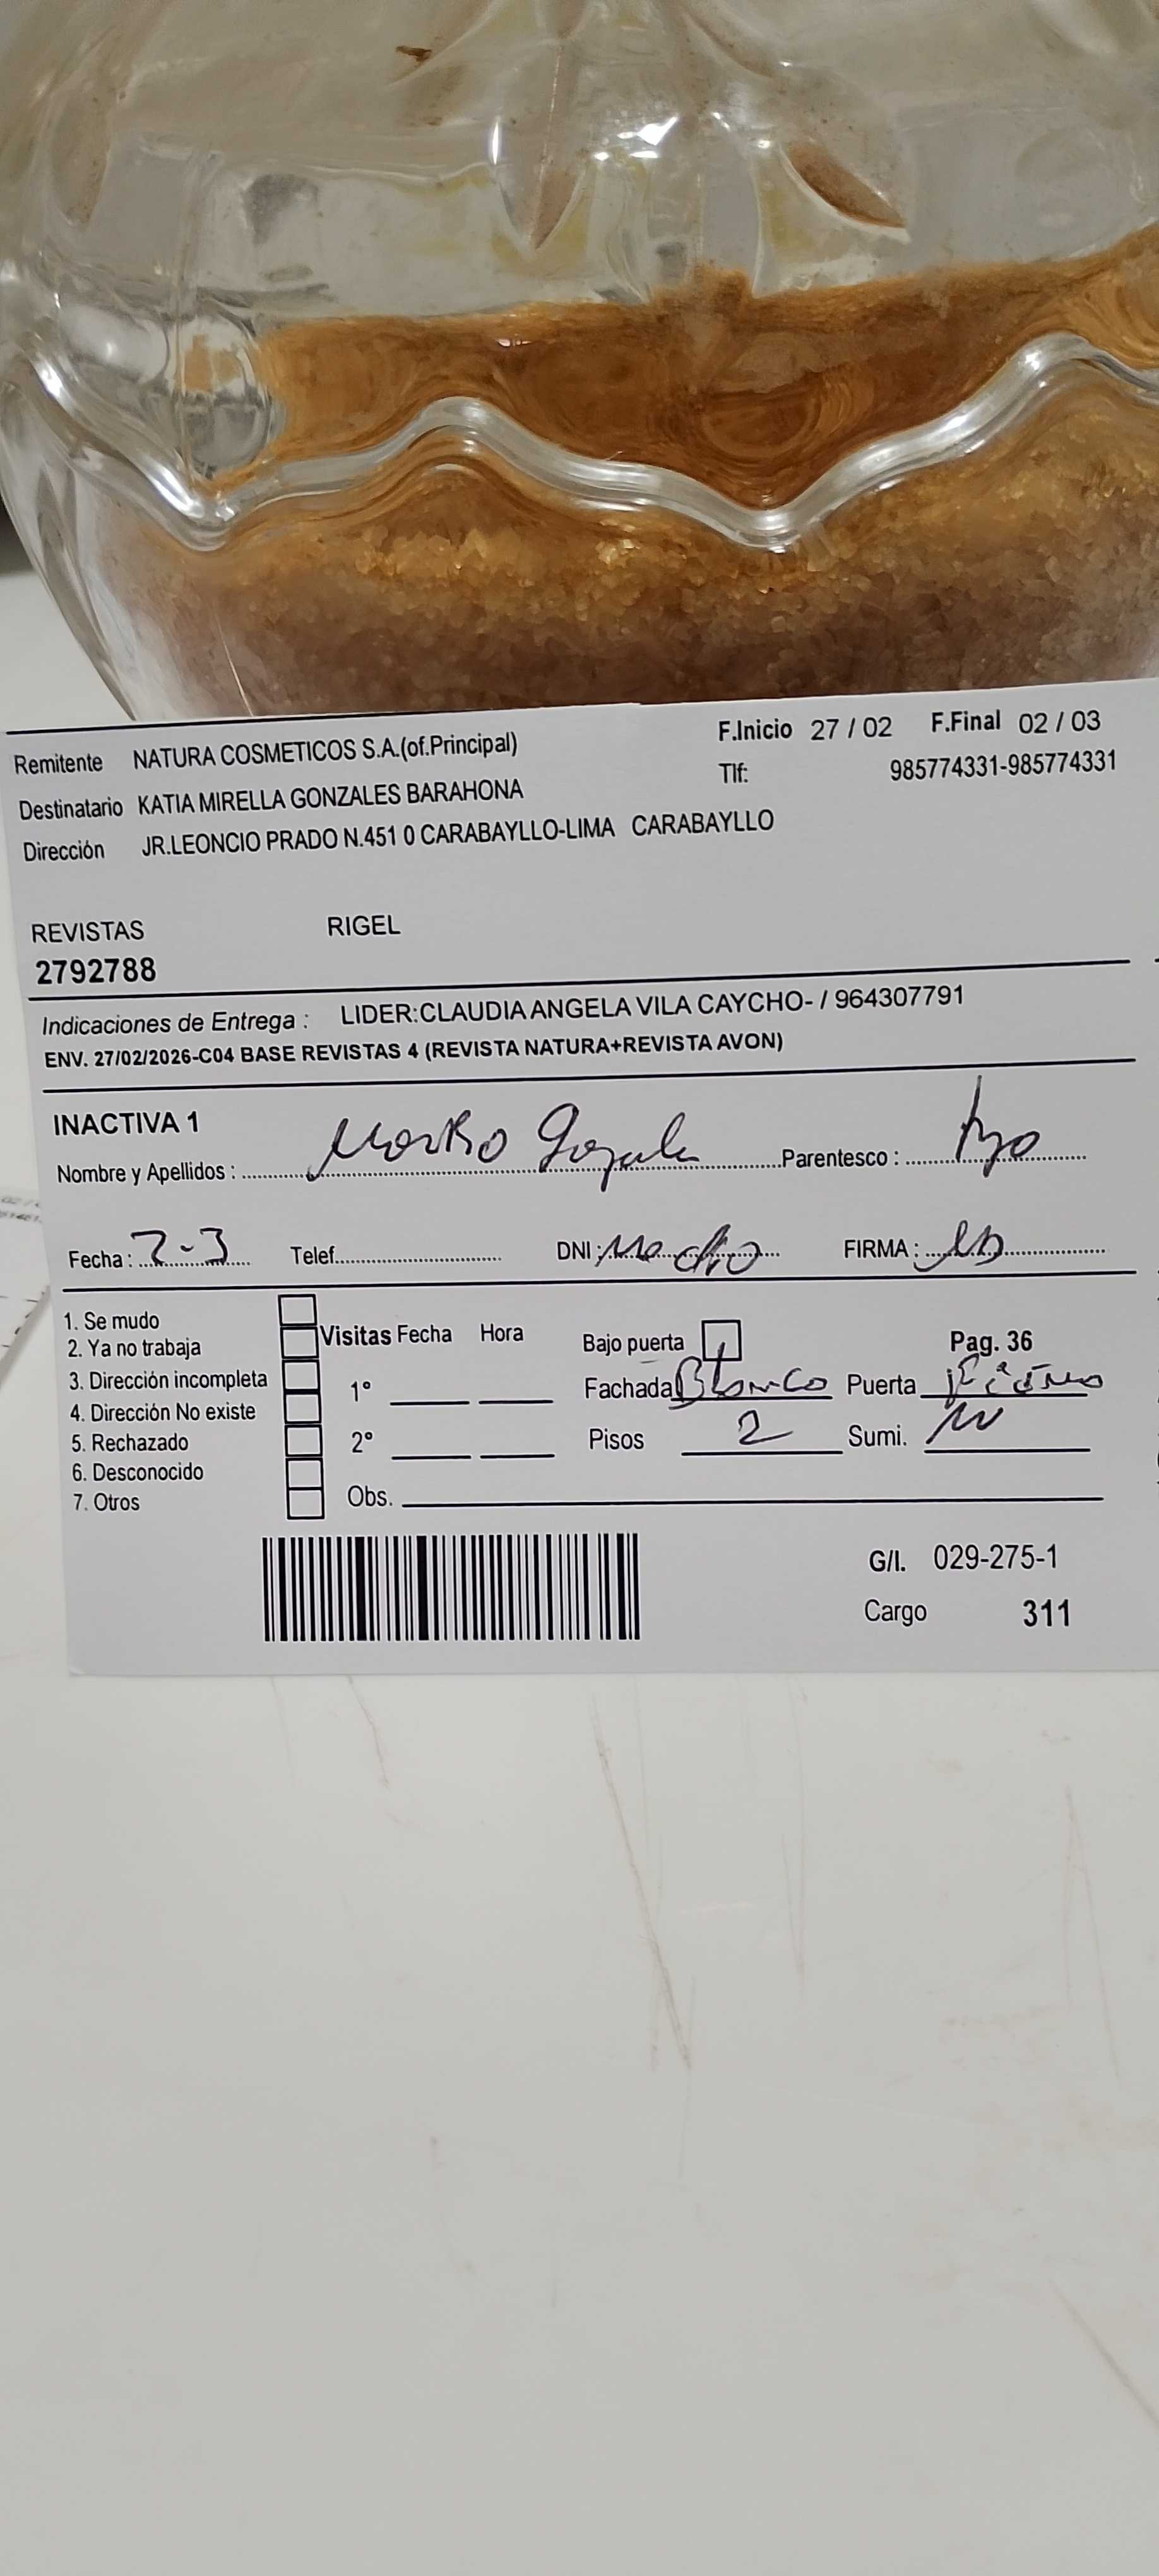 Remitente NATURA COSMETICOS S.A.(of.Principal) F.Inicio 27 / 02 F.Final 02 / 03
Destinatario KATIA MIRELLA GONZALES BARAHONA Tlf: 985774331-985774331
Dirección JR.LEONCIO PRADO N.451 0 CARABAYLLO-LIMA CARABAYLLO
REVISTAS RIGEL
2792788
Indicaciones de Entrega : LIDER:CLAUDIA ANGELA VILA CAYCHO- / 964307791
ENV. 27/02/2026-C04 BASE REVISTAS 4 (REVISTA NATURA+REVISTA AVON)
INACTIVA 1
Nombre y Apellidos : Parentesco :
Fecha : 2-3 Telef. DNI : FIRMA :
1. Se mudo
2. Ya no trabaja
3. Dirección incompleta
4. Dirección No existe
5. Rechazado
6. Desconocido
7. Otros
Visitas Fecha Hora
1°
2°
Obs.
Bajo puerta Pag. 36
Fachada Blanco Puerta
Pisos 2 Sumi.
G/I. 029-275-1
Cargo 311